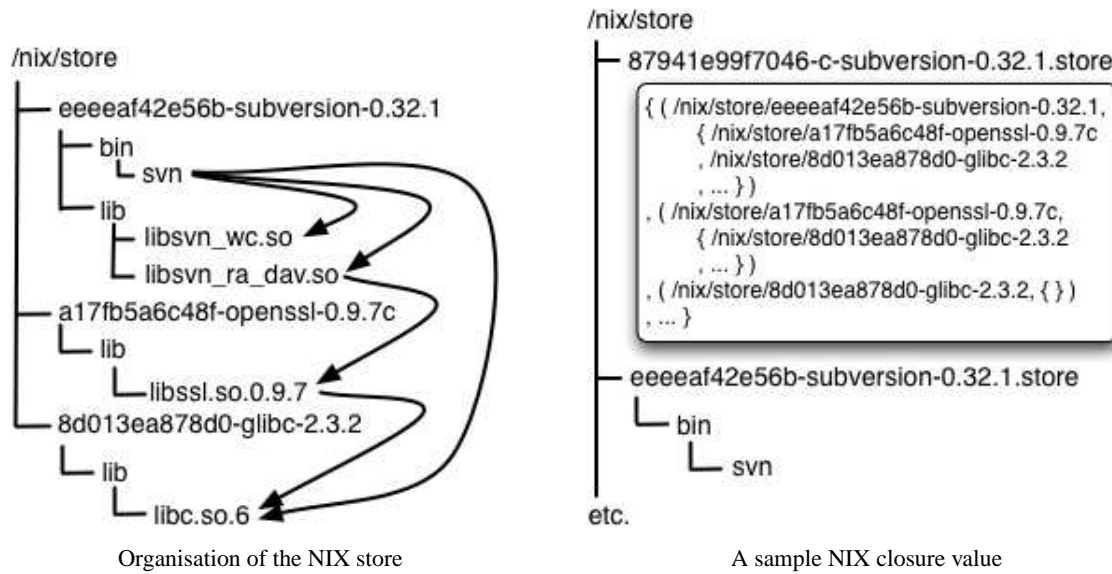 /nix/store
eeeeaf42e56b-subversion-0.32.1
bin
svn
lib
libsvn_wc.so
libsvn_ra_dav.so
a17fb5a6c48f-openssl-0.9.7c
lib
libssl.so.0.9.7
8d013ea878d0-glibc-2.3.2
lib
libc.so.6
Organisation of the NIX store
/nix/store
87941e99f7046-c-subversion-0.32.1.store
{ ( /nix/store/eeeeaf42e56b-subversion-0.32.1,
{ /nix/store/a17fb5a6c48f-openssl-0.9.7c
, /nix/store/8d013ea878d0-glibc-2.3.2
, ... } )
, ( /nix/store/a17fb5a6c48f-openssl-0.9.7c,
{ /nix/store/8d013ea878d0-glibc-2.3.2
, ... } )
, ( /nix/store/8d013ea878d0-glibc-2.3.2, { } )
, ... }
eeeeaf42e56b-subversion-0.32.1.store
bin
svn
etc.
A sample NIX closure value